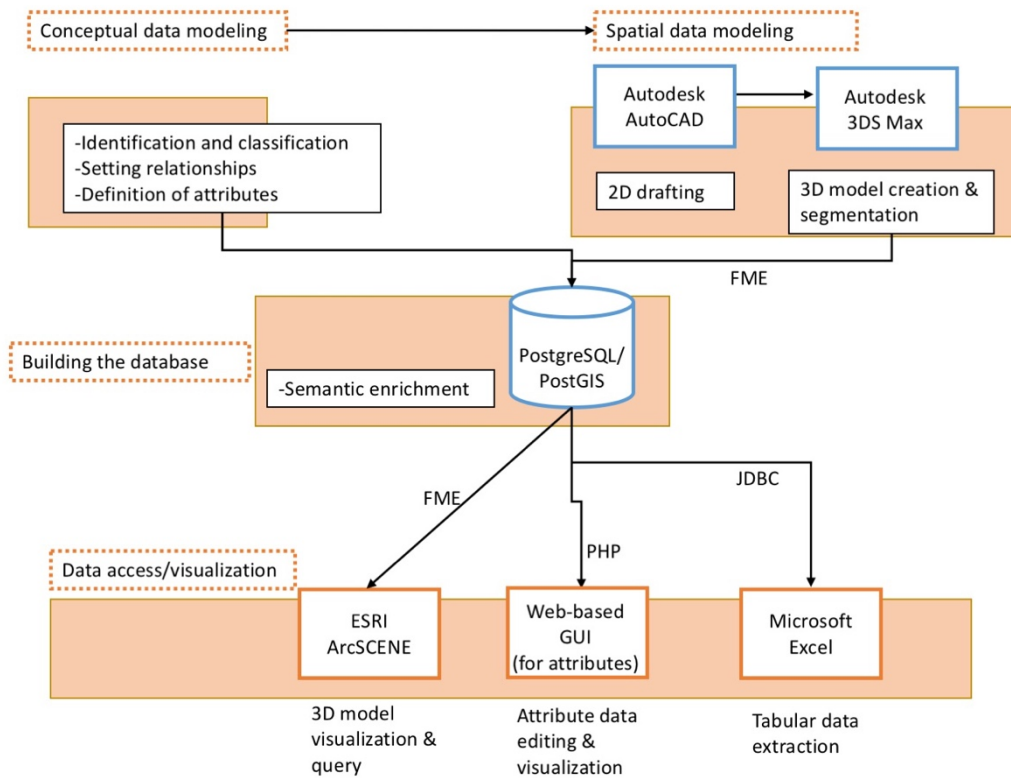 Conceptual data modeling
Spatial data modeling
Autodesk
AutoCAD
Autodesk
3DS Max
-Identification and classification
-Setting relationships
-Definition of attributes
2D drafting
3D model creation &
segmentation
FME
Building the database
PostgreSQL/
PostGIS
-Semantic enrichment
FME
JDBC
PHP
Data access/visualization
ESRI
ArcSCENE
Web-based
GUI
(for attributes)
Microsoft
Excel
3D model
visualization &
query
Attribute data
editing &
visualization
Tabular data
extraction